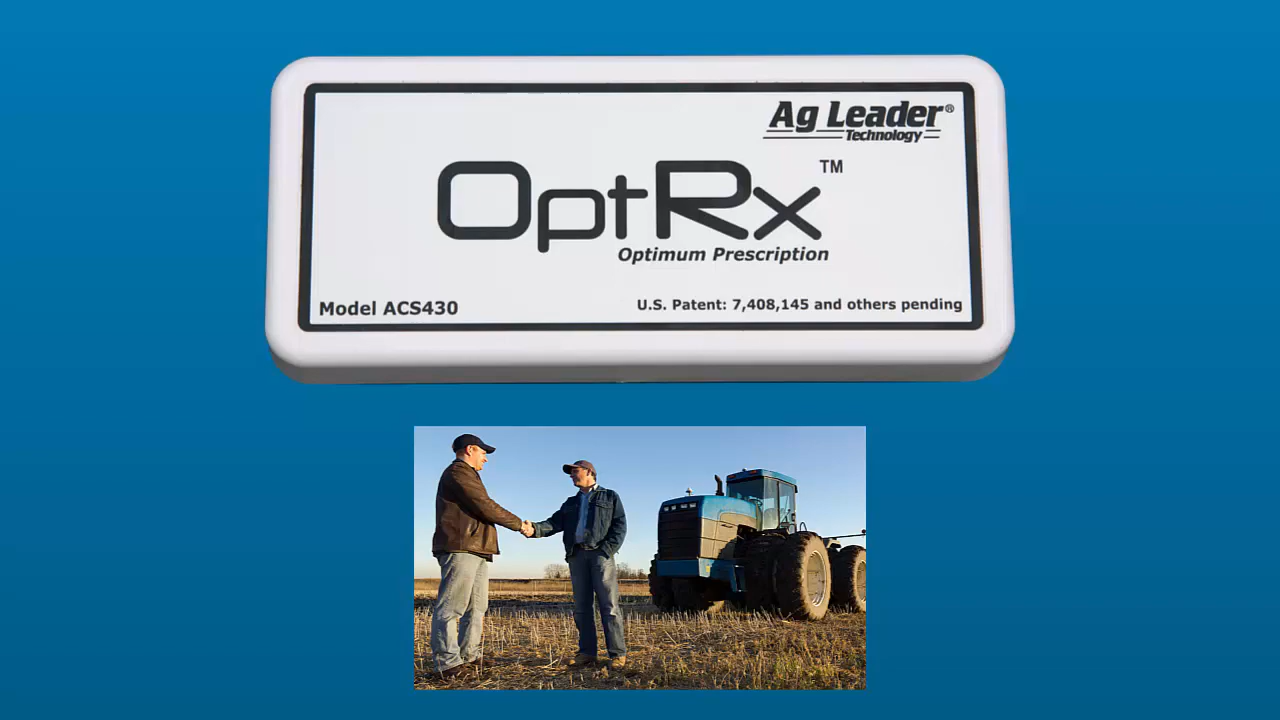 Ag Leader®
Technology
OptRx™
Optimum Prescription
Model ACS430
U.S. Patent: 7,408,145 and others pending